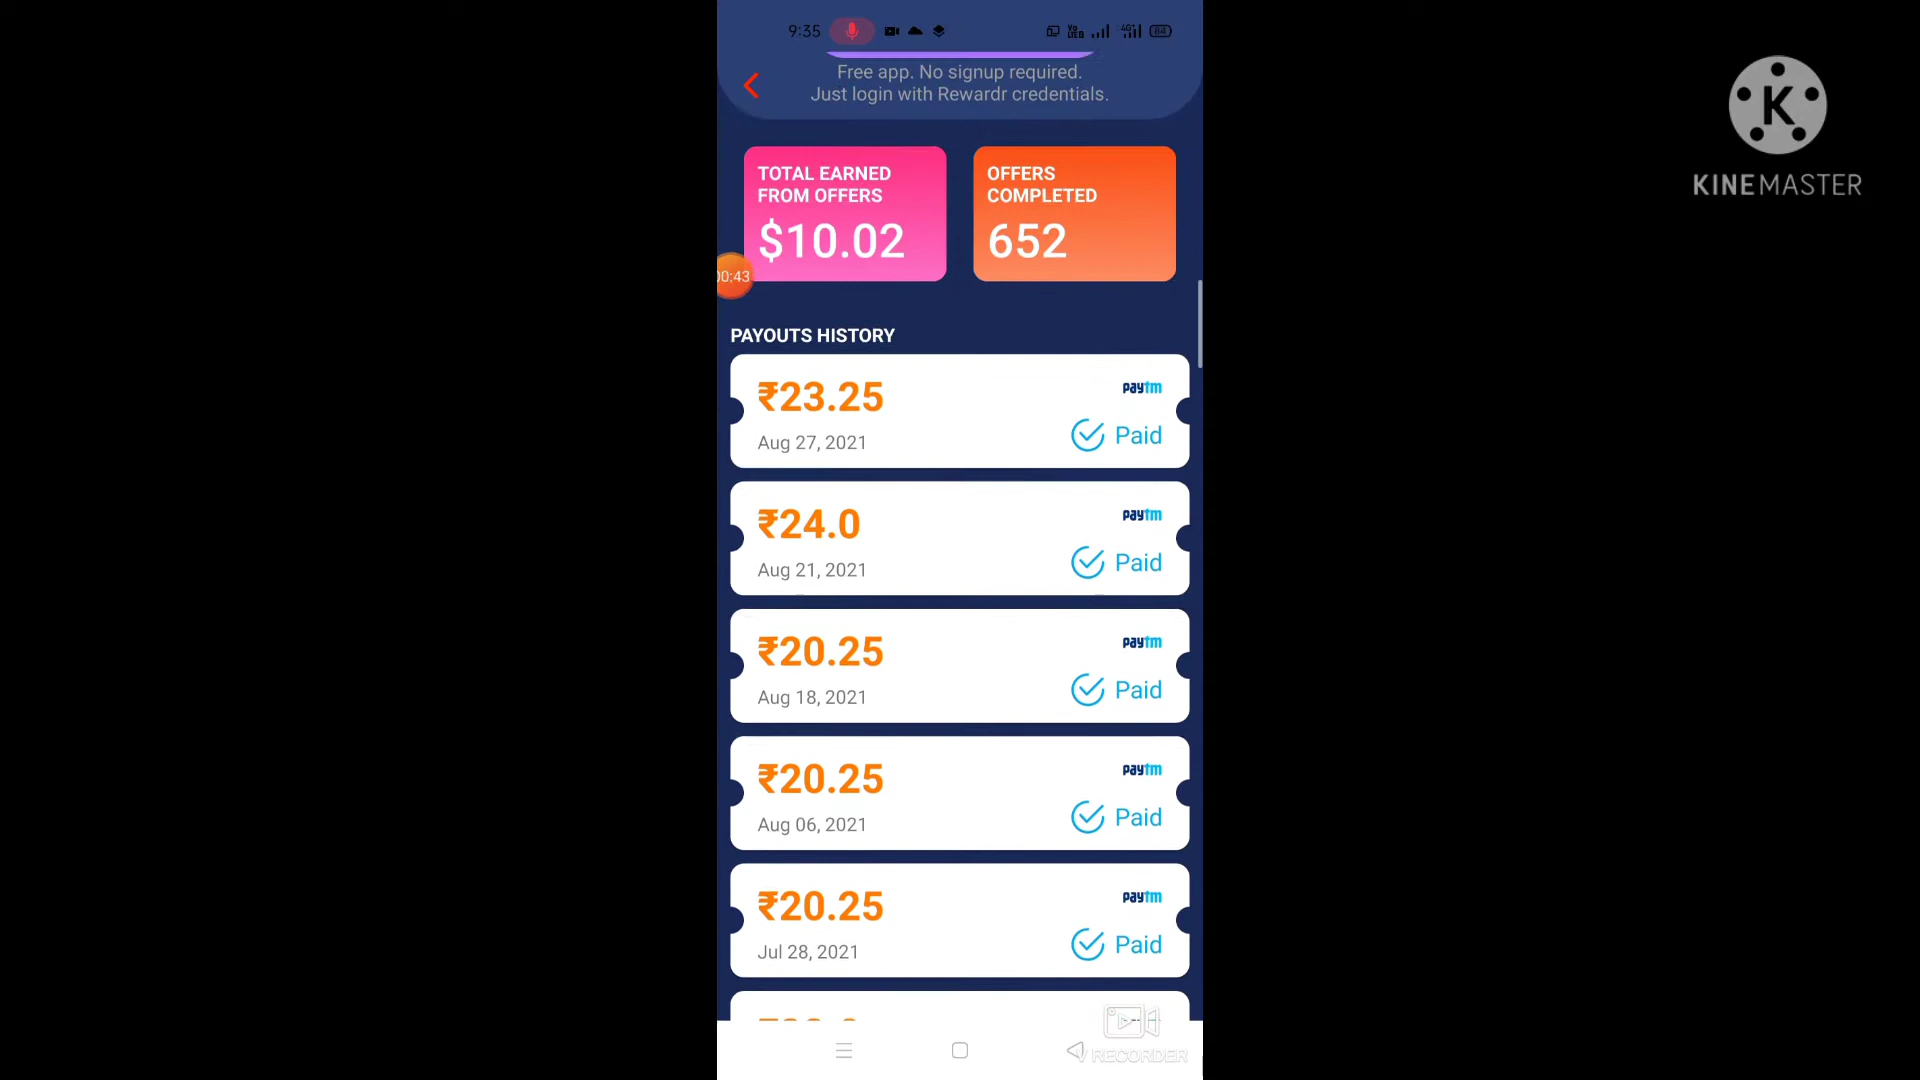 9:35
84
Free app. No signup required.
Just login with Rewardr credentials.
K
KINEMASTER
TOTAL EARNED
FROM OFFERS
$10.02
OFFERS
COMPLETED
652
00:43
PAYOUTS HISTORY
₹23.25
paytm
Aug 27, 2021
Paid
₹24.0
paytm
Aug 21, 2021
Paid
₹20.25
paytm
Aug 18, 2021
Paid
₹20.25
paytm
Aug 06, 2021
Paid
₹20.25
paytm
Jul 28, 2021
Paid
V RECORDER